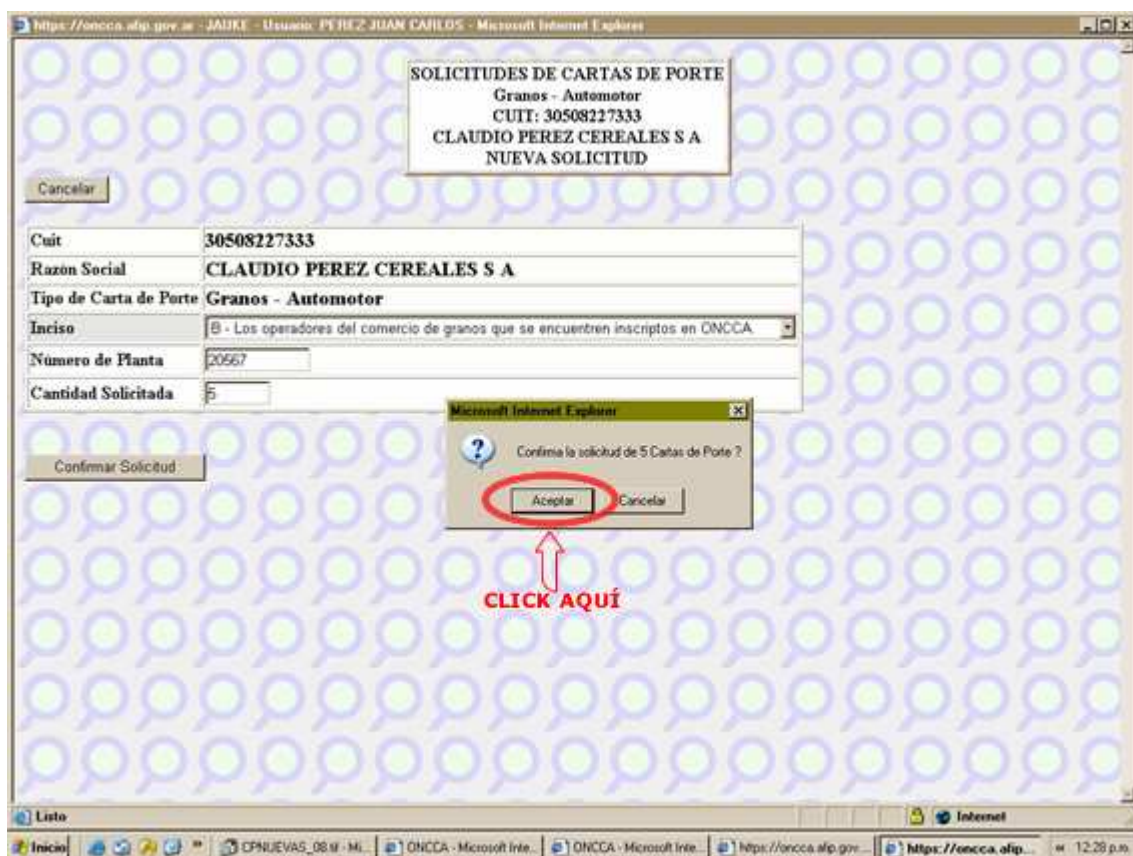 https://oncca.afip.gov.ar - JAUKE - Usuario: PEREZ JUAN CARLOS - Microsoft Internet Explorer
SOLICITUDES DE CARTAS DE PORTE
Granos - Automotor
CUIT: 30508227333
CLAUDIO PEREZ CEREALES S A
NUEVA SOLICITUD
Cancelar
Cuit 30508227333
Razón Social CLAUDIO PEREZ CEREALES S A
Tipo de Carta de Porte Granos - Automotor
Inciso B - Los operadores del comercio de granos que se encuentren inscriptos en ONCCA
Número de Planta 20567
Cantidad Solicitada 5
Microsoft Internet Explorer
Confirma la solicitud de 5 Cartas de Porte ?
Confirmar Solicitud
Aceptar Cancelar
CLICK AQUÍ
Listo Internet
Inicio CPNUEVAS_08.tif - Mi... ONCCA - Microsoft Inte... ONCCA - Microsoft Inte... https://oncca.afip.gov... https://oncca.afip... 12:28 p.m.